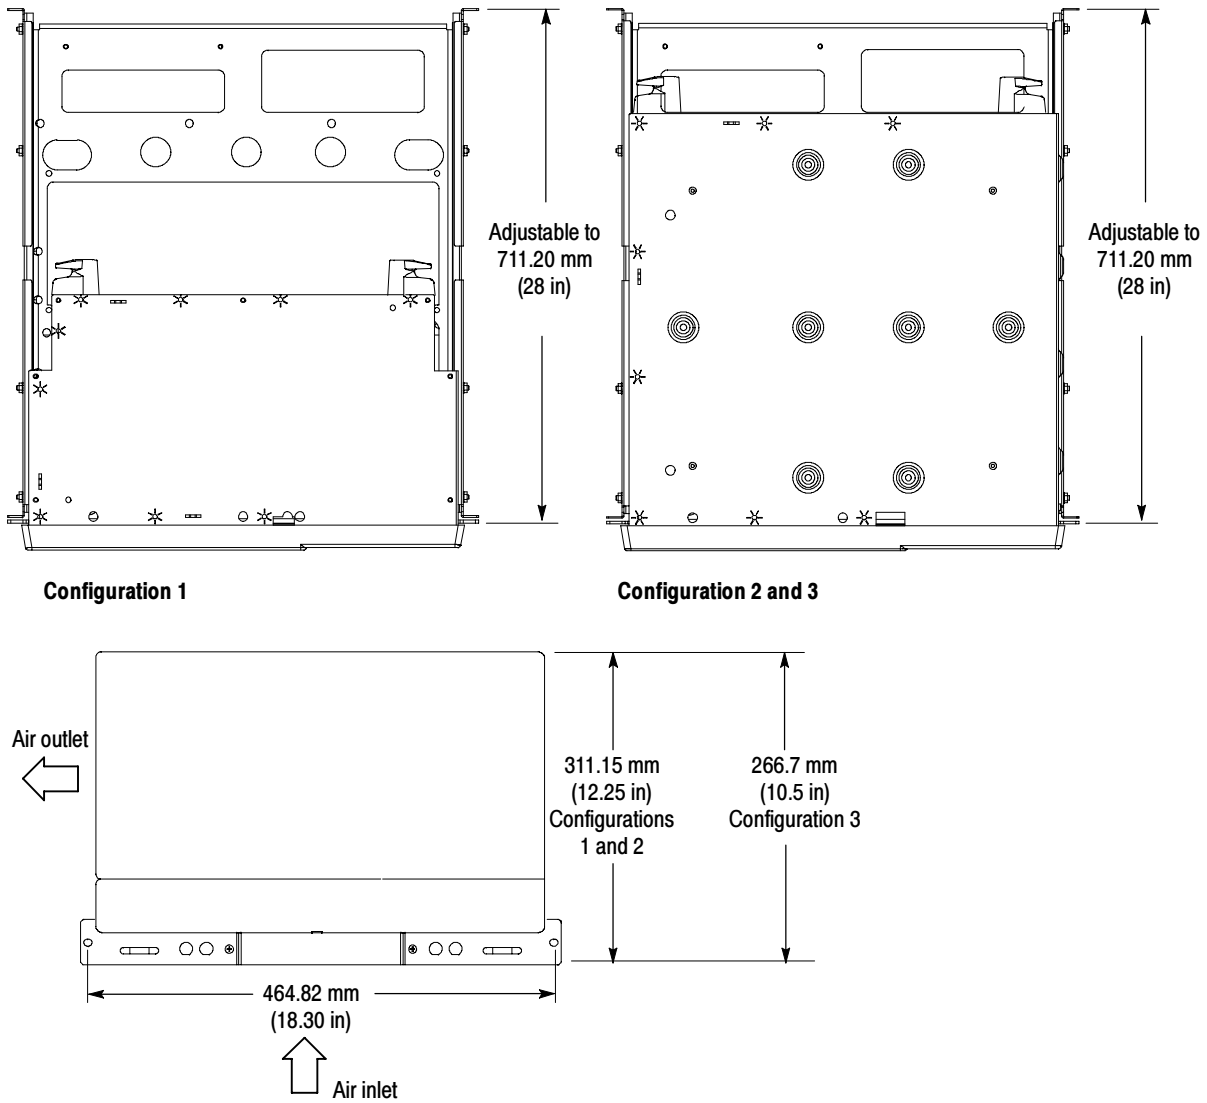 Adjustable to
711.20 mm
(28 in)
Adjustable to
711.20 mm
(28 in)
Configuration 1
Configuration 2 and 3
Air outlet
311.15 mm
(12.25 in)
Configurations
1 and 2
266.7 mm
(10.5 in)
Configuration 3
464.82 mm
(18.30 in)
Air inlet